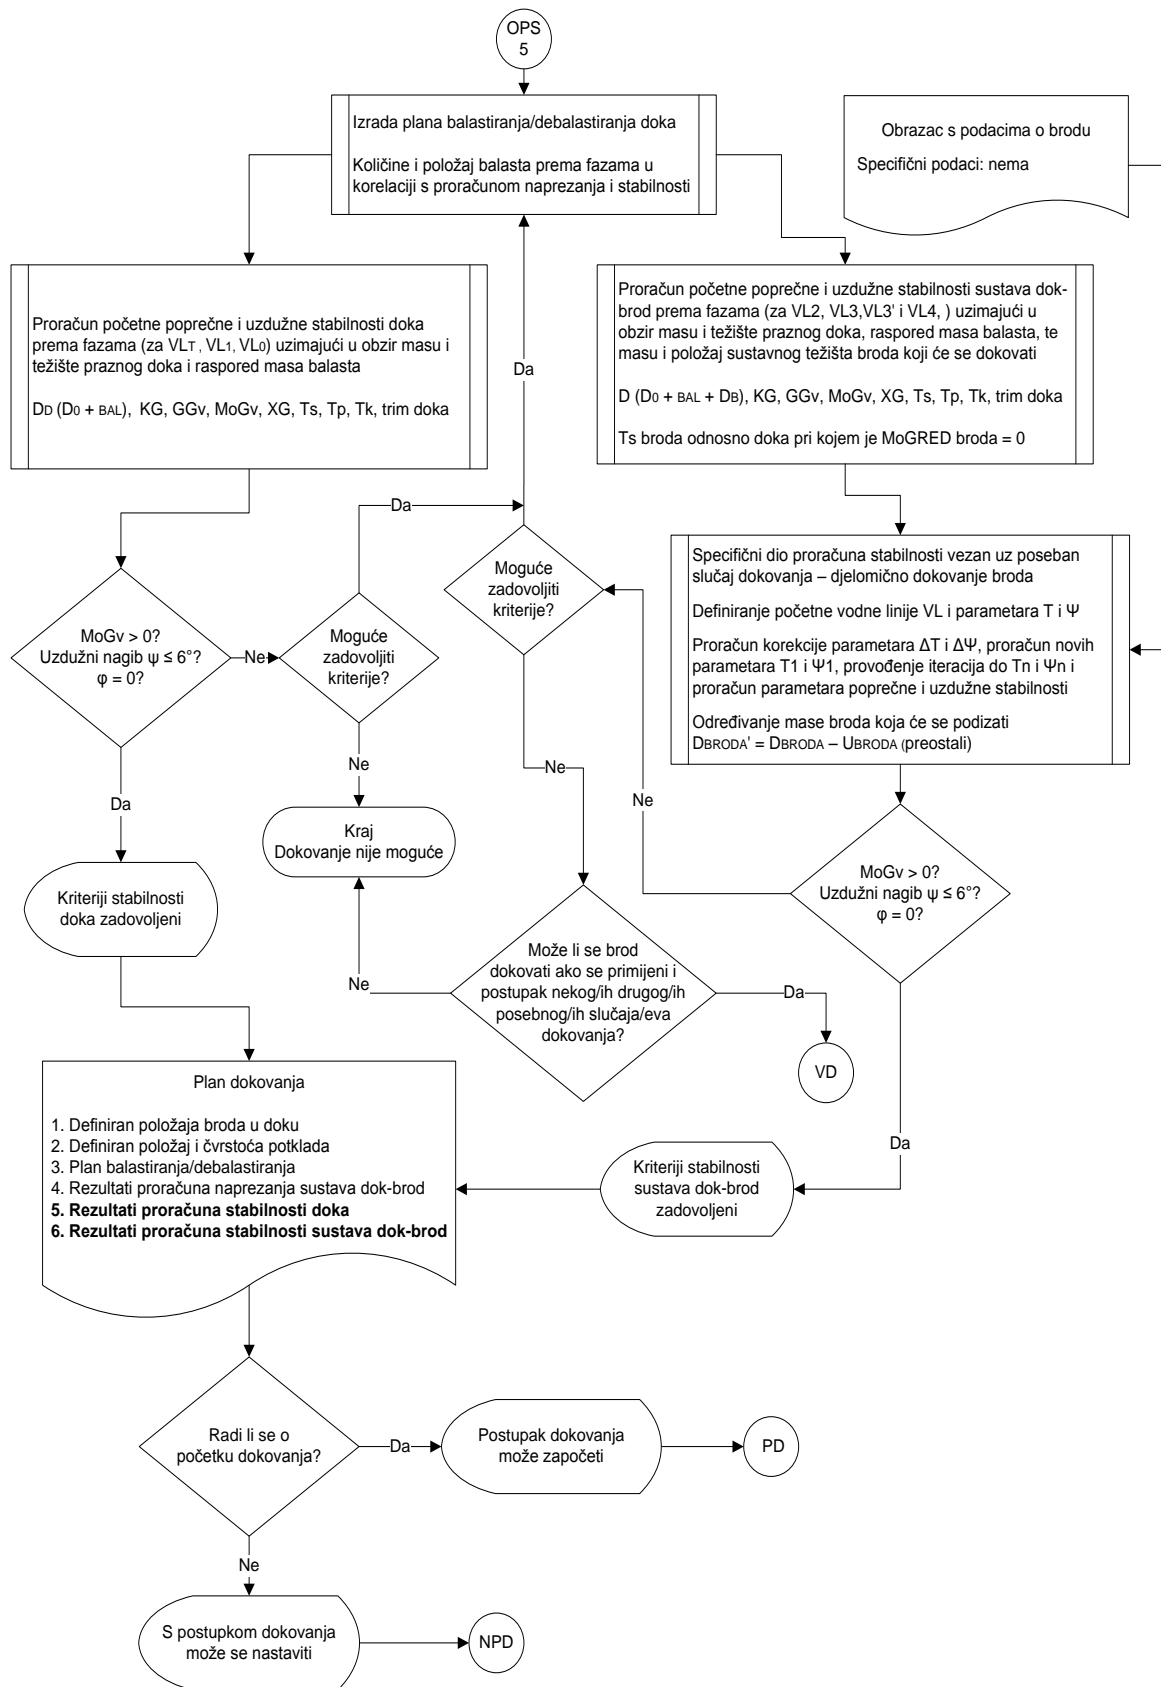 OPS
5
Izrada plana balastiranja/debalastiranja doka
Količine i položaj balasta prema fazama u
korelaciji s proračunom naprezanja i stabilnosti
Obrazac s podacima o brodu
Specifični podaci: nema
Proračun početne poprečne i uzdužne stabilnosti doka
prema fazama (za VLT , VL1, VL0) uzimajući u obzir masu i
težište praznog doka i raspored masa balasta
DD (D0 + BAL), KG, GGv, MoGv, XG, Ts, Tp, Tk, trim doka
Proračun početne poprečne i uzdužne stabilnosti sustava dok-
brod prema fazama (za VL2, VL3,VL3' i VL4, ) uzimajući u
obzir masu i težište praznog doka, raspored masa balasta, te
masu i položaj sustavnog težišta broda koji će se dokovati
D (D0 + BAL + DB), KG, GGv, MoGv, XG, Ts, Tp, Tk, trim doka
Ts broda odnosno doka pri kojem je MoGRED broda = 0
Da
Da
Moguće
zadovoljiti
kriterije?
Specifični dio proračuna stabilnosti vezan uz poseban
slučaj dokovanja – djelomično dokovanje broda
Definiranje početne vodne linije VL i parametara T i Ψ
Proračun korekcije parametara ΔT i ΔΨ, proračun novih
parametara T1 i Ψ1, provođenje iteracija do Tn i Ψn i
proračun parametara poprečne i uzdužne stabilnosti
Određivanje mase broda koja će se podizati
DBRODA' = DBRODA – UBRODA (preostali)
MoGv > 0?
Uzdužni nagib ψ ≤ 6°?
φ = 0?
Ne
Moguće
zadovoljiti
kriterije?
Ne
Ne
Ne
Da
Kraj
Dokovanje nije moguće
MoGv > 0?
Uzdužni nagib ψ ≤ 6°?
φ = 0?
Kriteriji stabilnosti
doka zadovoljeni
Može li se brod
dokovati ako se primijeni i
postupak nekog/ih drugog/ih
posebnog/ih slučaja/eva
dokovanja?
Ne
Da
VD
Plan dokovanja
1. Definiran položaja broda u doku
2. Definiran položaj i čvrstoća potklada
3. Plan balastiranja/debalastiranja
4. Rezultati proračuna naprezanja sustava dok-brod
5. Rezultati proračuna stabilnosti doka
6. Rezultati proračuna stabilnosti sustava dok-brod
Da
Kriteriji stabilnosti
sustava dok-brod
zadovoljeni
Radi li se o
početku dokovanja?
Da
Postupak dokovanja
može započeti
PD
Ne
S postupkom dokovanja
može se nastaviti
NPD